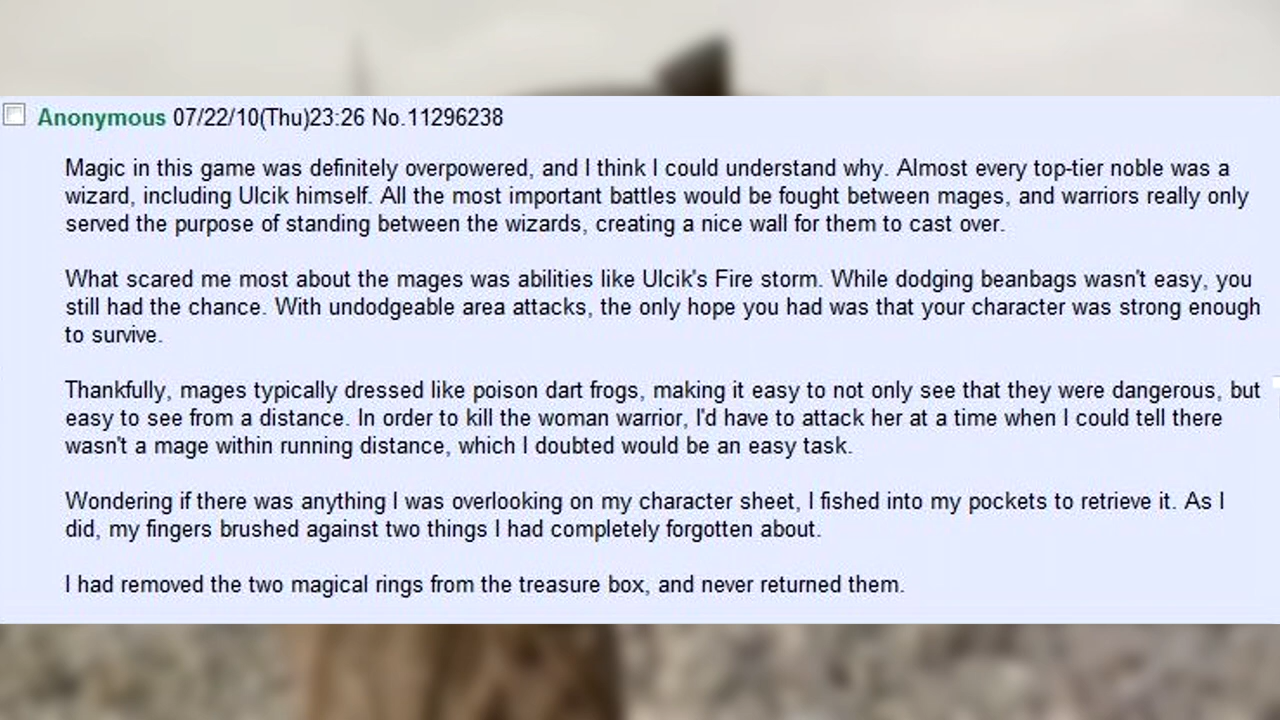 Anonymous 07/22/10(Thu)23:26 No.11296238
Magic in this game was definitely overpowered, and I think I could understand why. Almost every top-tier noble was a
wizard, including Ulcik himself. All the most important battles would be fought between mages, and warriors really only
served the purpose of standing between the wizards, creating a nice wall for them to cast over.
What scared me most about the mages was abilities like Ulcik's Fire storm. While dodging beanbags wasn't easy, you
still had the chance. With undodgeable area attacks, the only hope you had was that your character was strong enough
to survive.
Thankfully, mages typically dressed like poison dart frogs, making it easy to not only see that they were dangerous, but
easy to see from a distance. In order to kill the woman warrior, I'd have to attack her at a time when I could tell there
wasn't a mage within running distance, which I doubted would be an easy task.
Wondering if there was anything I was overlooking on my character sheet, I fished into my pockets to retrieve it. As I
did, my fingers brushed against two things I had completely forgotten about.
I had removed the two magical rings from the treasure box, and never returned them.